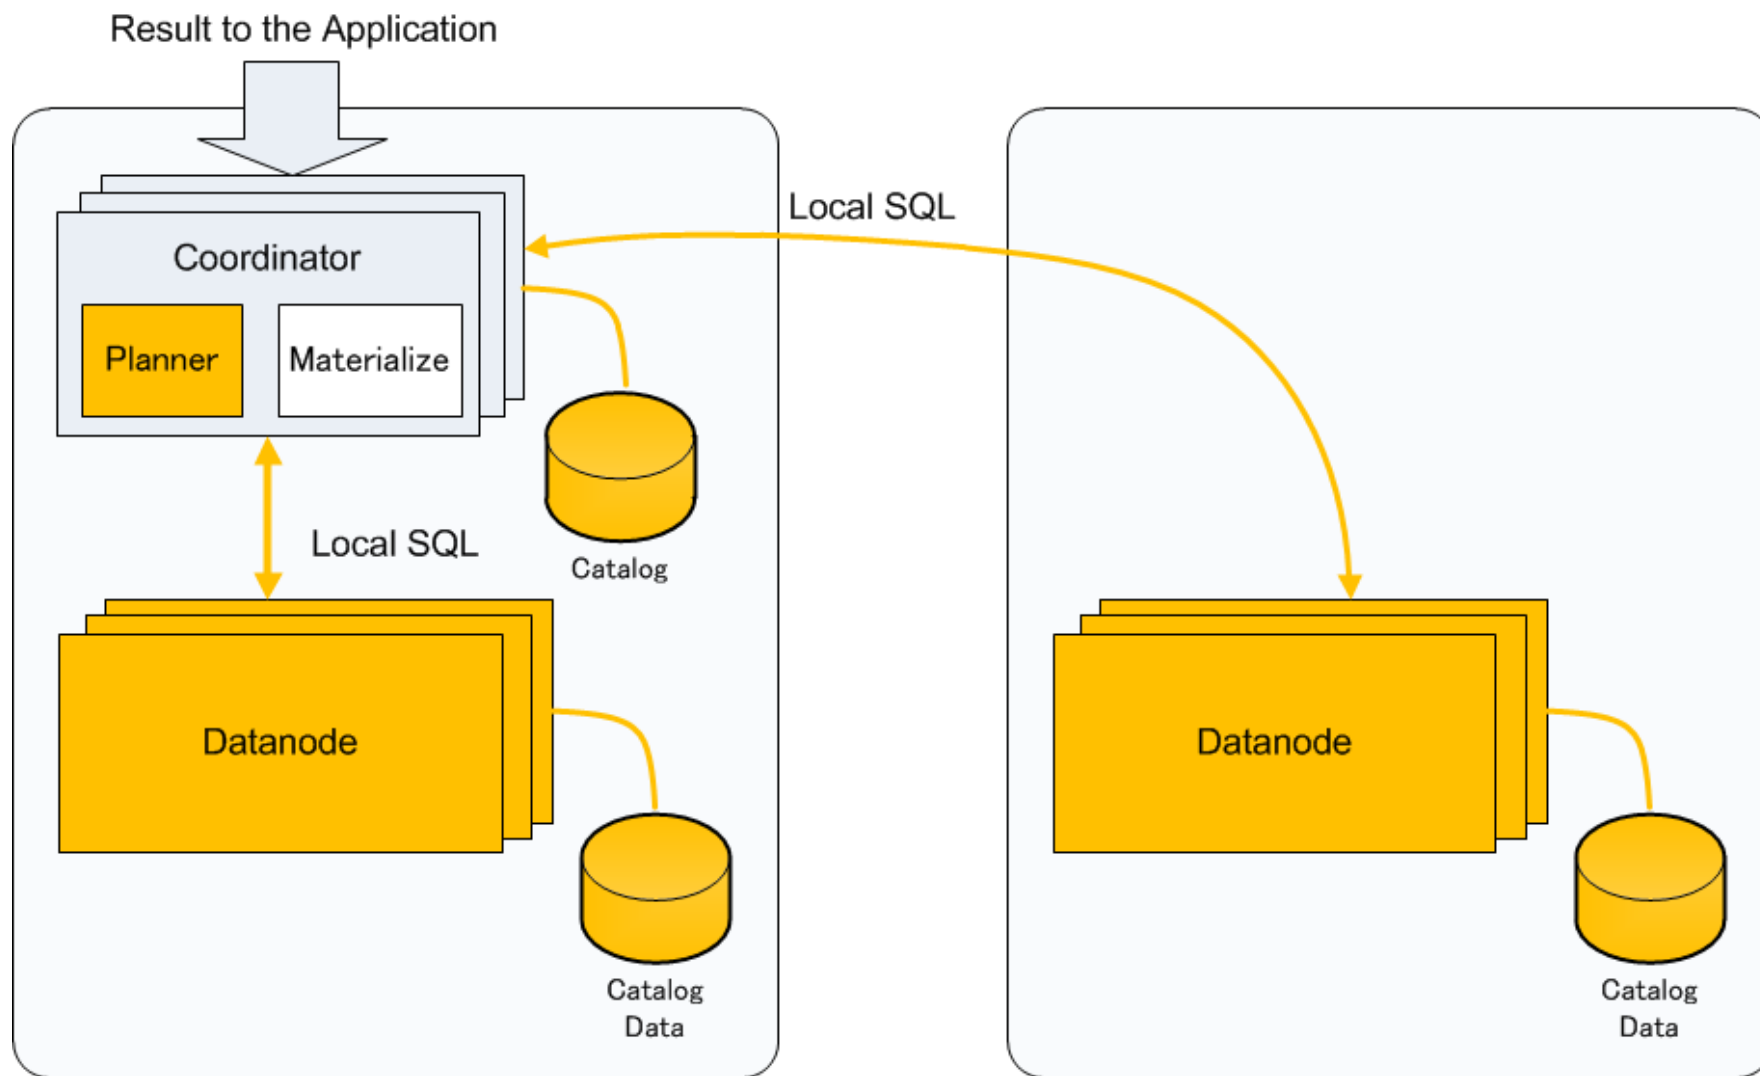 Result to the Application
Local SQL
Coordinator
Planner
Materialize
Local SQL
Catalog
Datanode
Datanode
Catalog
Data
Catalog
Data